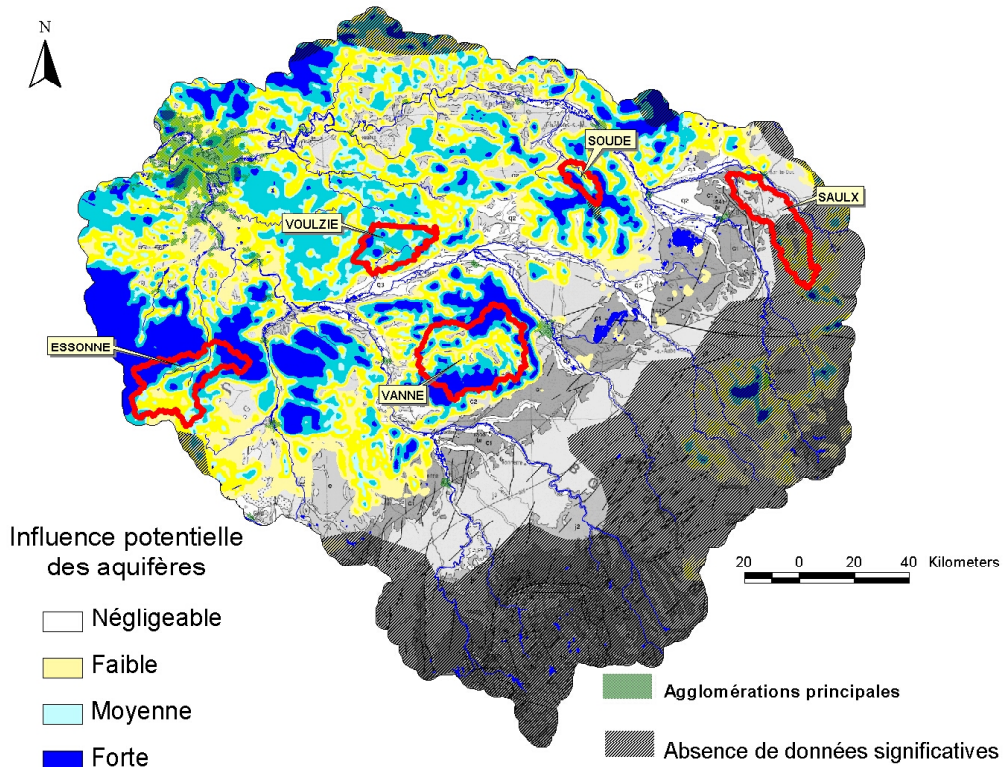 N
SOUDE
SAULX
VOULZIE
ESSONNE
VANNE
Influence potentielle
des aquifères
Négligeable
Faible
Moyenne
Forte
20 0 20 40 Kilometers
Agglomérations principales
Absence de données significatives